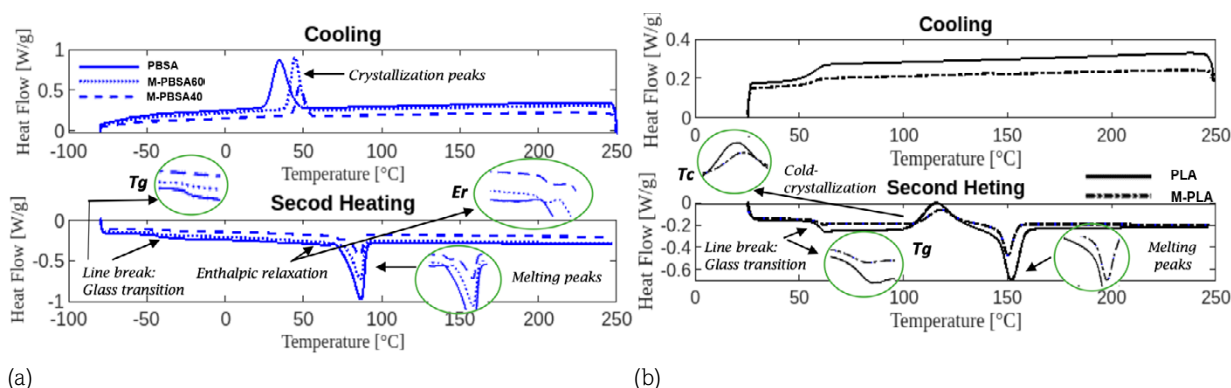 Cooling
Heat Flow [W/g]
1
0.5
0
PBSA
M-PBSA60
M-PBSA40
Crystallization peaks
-100 -50 0 50 100 150 200 250
Temperature [°C]
Tg
Er
Secod Heating
Heat Flow [W/g]
0
-0.5
-1
Line break:
Glass transition
Enthalpic relaxation
Melting peaks
-100 -50 0 50 100 150 200 250
Temperature [°C]
(a)
Cooling
Heat Flow [W/g]
0.4
0.2
0
0 50 100 150 200 250
Temperature [°C]
Tc
Cold-
crystallization
Second Heting
PLA
M-PLA
Heat Flow [W/g]
0
-0.2
-0.4
-0.6
Line break:
Glass transition
Tg
Melting
peaks
0 50 100 150 200 250
Temperature [°C]
(b)